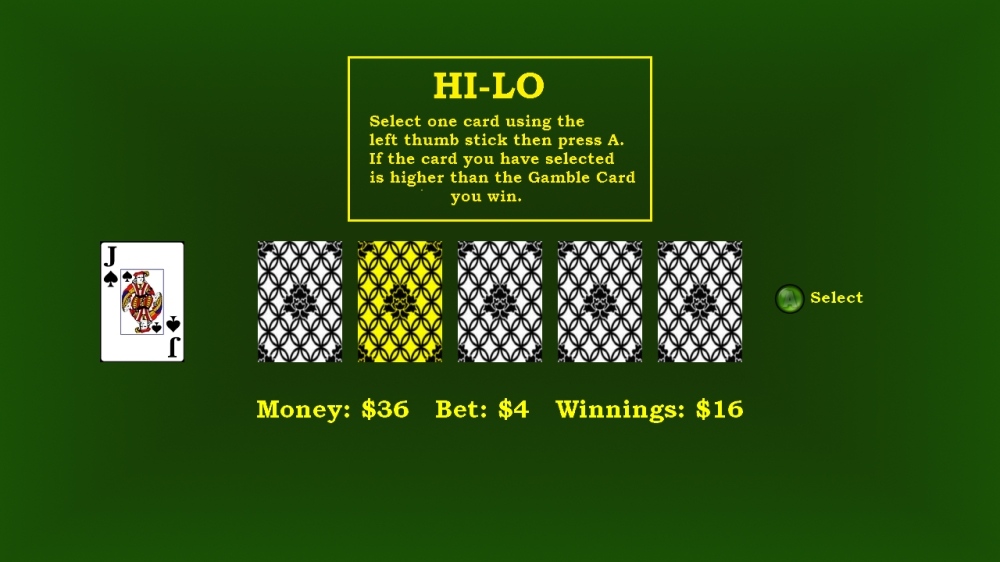 HI-LO
Select one card using the
left thumb stick then press A.
If the card you have selected
is higher than the Gamble Card
you win.
J
J
A Select
Money: $36 Bet: $4 Winnings: $16